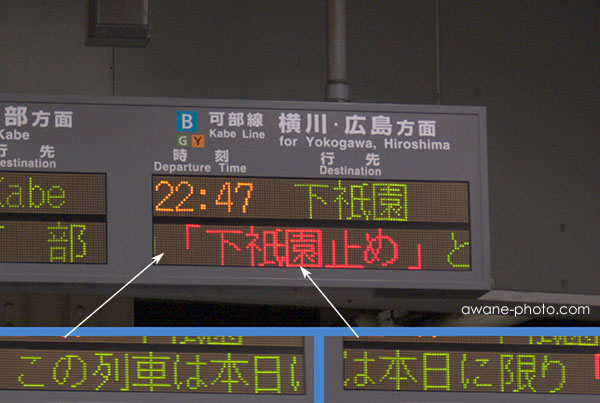 部方面
Kabe
行先
Destination
Kabe
部
B 可部線 横川・広島方面
G Y Kabe Line for Yokogawa, Hiroshima
時刻 行先
Departure Time Destination
22:47 下祇園
「下祇園止め」と
awane-photo.com
この列車は本日に
は本日に限り「